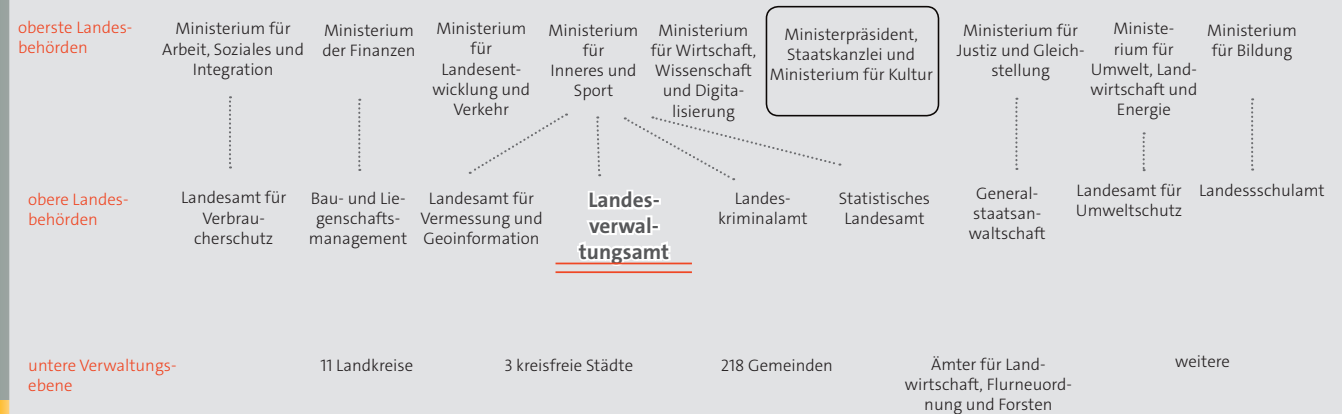 oberste Landes-
behörden
Ministerium für
Arbeit, Soziales und
Integration
Ministerium
der Finanzen
Ministerium
für
Landesent-
wicklung und
Verkehr
Ministerium
für
Inneres und
Sport
Ministerium
für Wirtschaft,
Wissenschaft
und Digita-
lisierung
Ministerpräsident,
Staatskanzlei und
Ministerium für Kultur
Ministerium für
Justiz und Gleich-
stellung
Ministe-
rium für
Umwelt, Land-
wirtschaft und
Energie
Ministerium
für Bildung
obere Landes-
behörden
Landesamt für
Verbrau-
cherschutz
Bau- und Lie-
genschafts-
management
Landesamt für
Vermessung und
Geoinformation
Landes-
verwal-
tungsamt
Landes-
kriminalamt
Statistisches
Landesamt
General-
staatsan-
waltschaft
Landesamt für
Umweltschutz
Landessschulamt
untere Verwaltungs-
ebene
11 Landkreise
3 kreisfreie Städte
218 Gemeinden
Ämter für Land-
wirtschaft, Flurneuord-
nung und Forsten
weitere